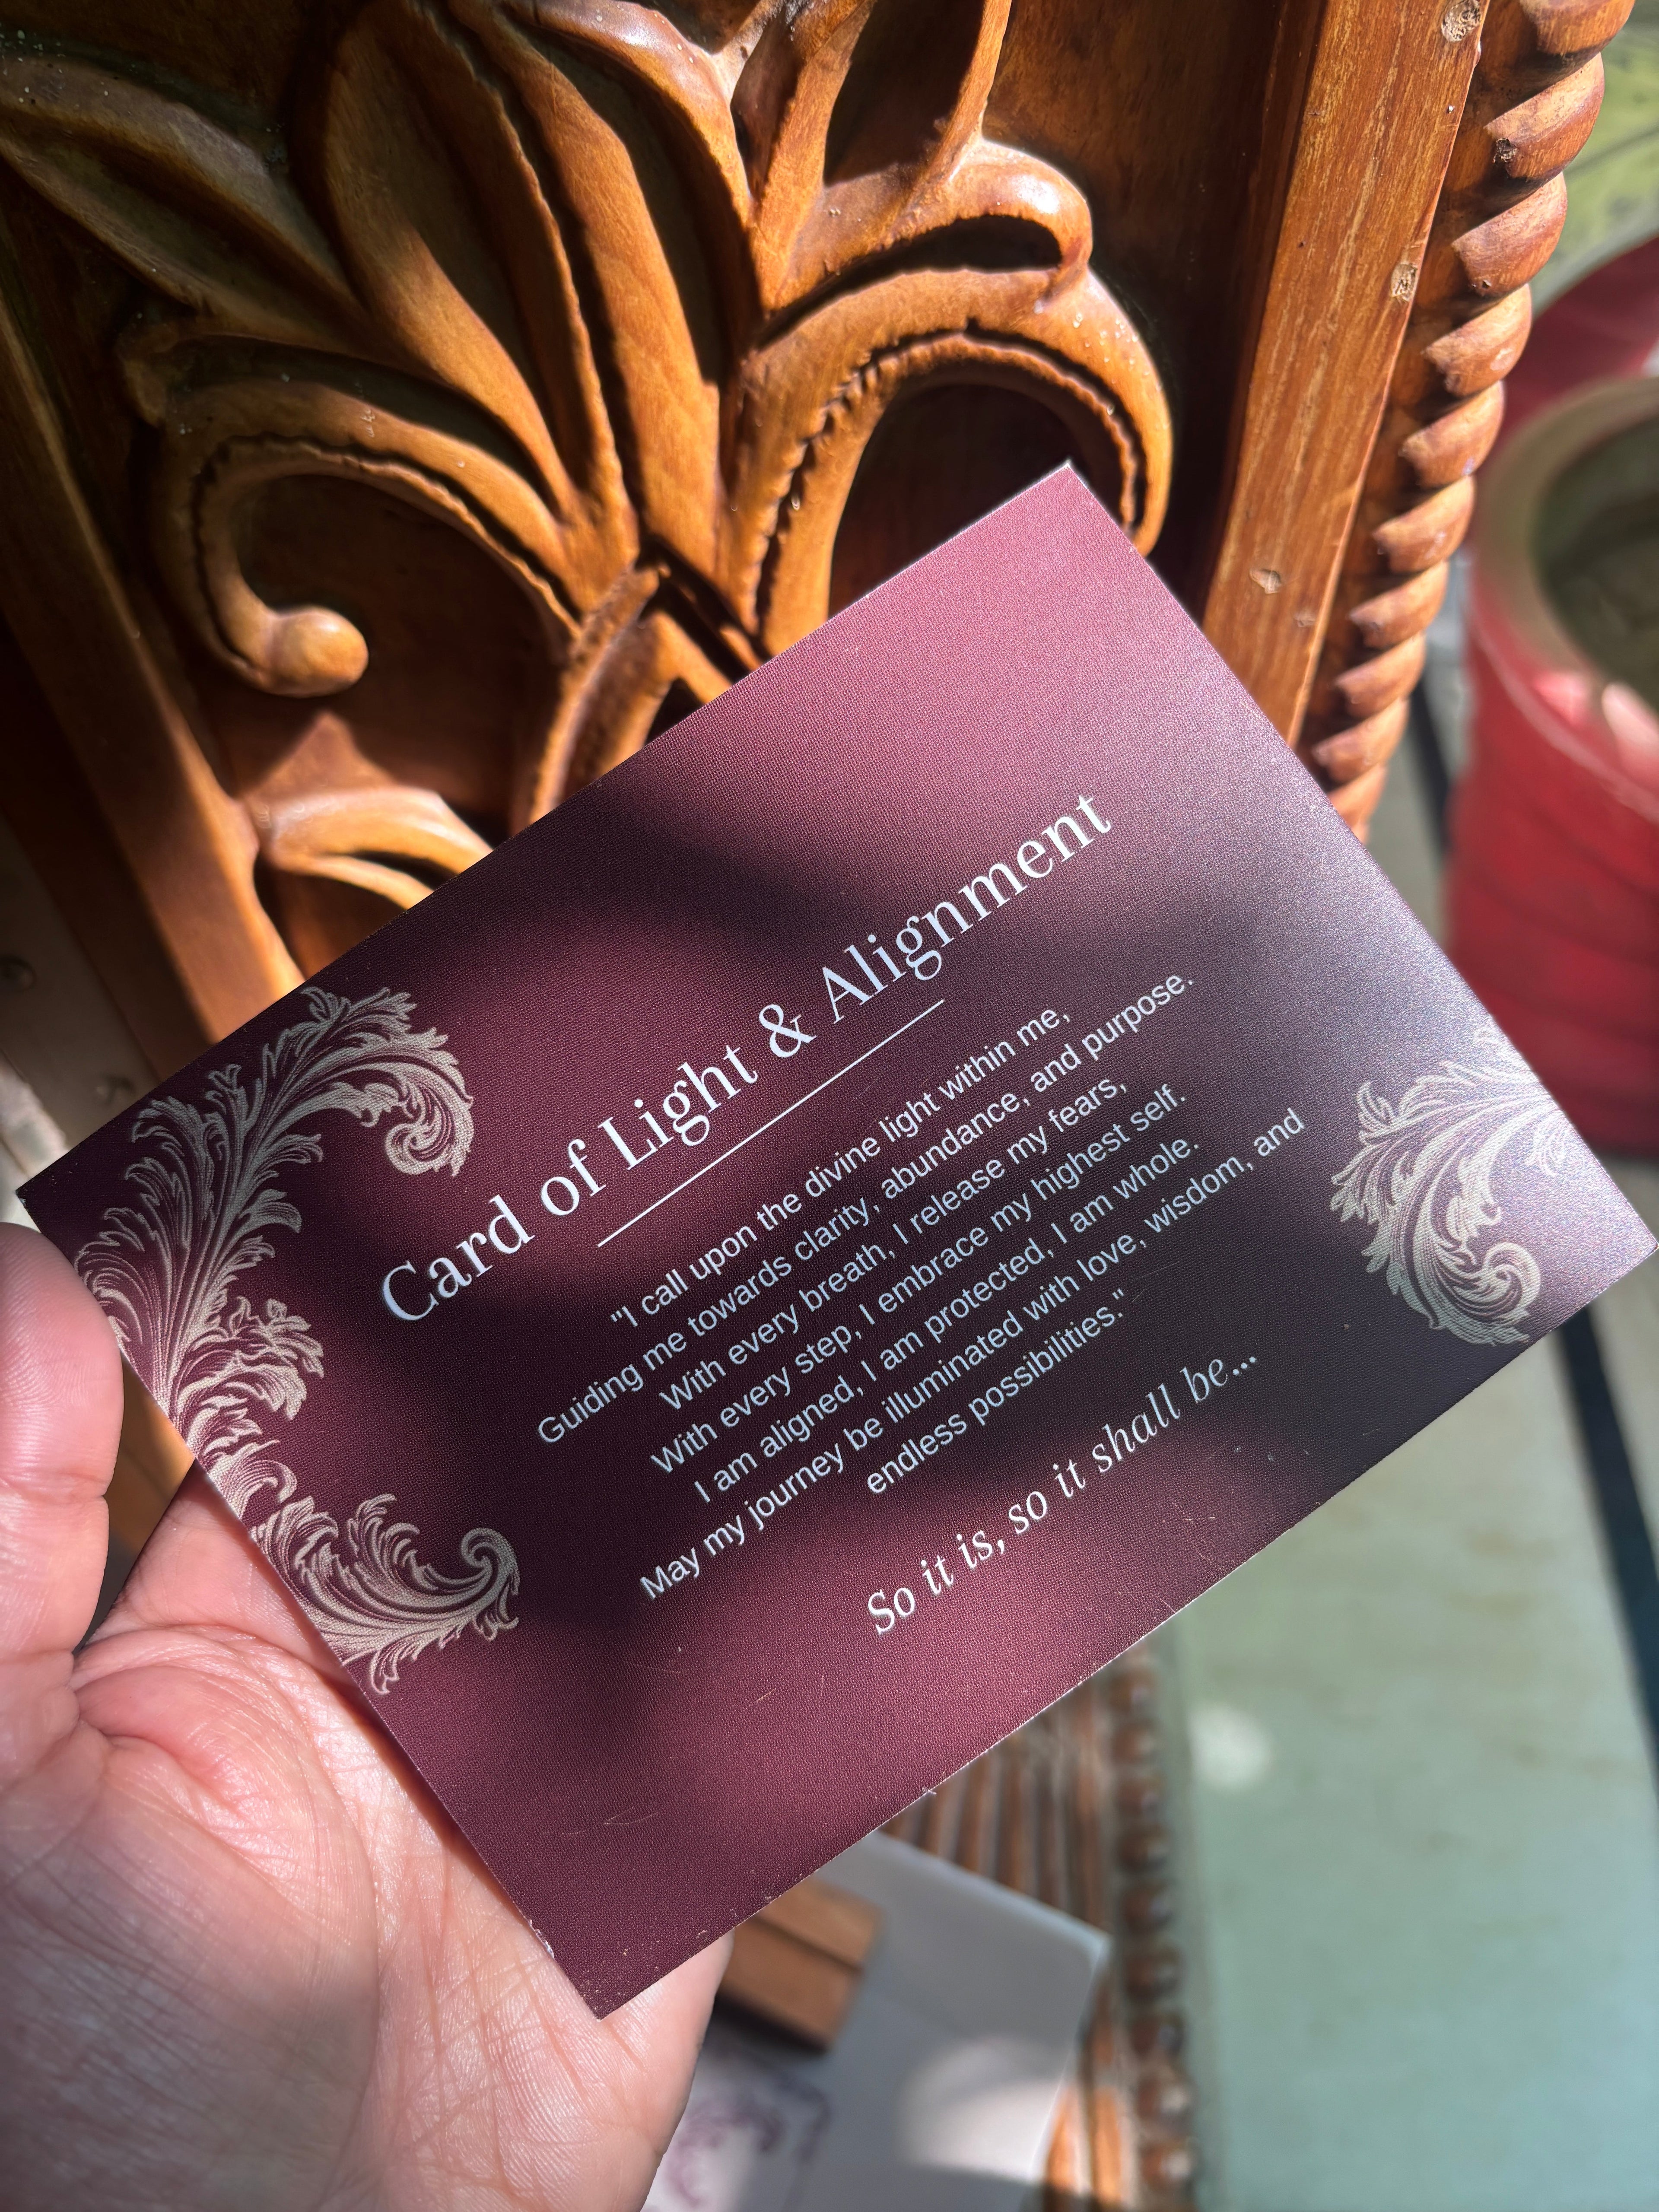 Card of Light & Alignment
"I call upon the divine light within me,
Guiding me towards clarity, abundance, and purpose.
With every breath, I release my fears,
With every step, I embrace my highest self.
I am aligned, I am protected, I am whole.
May my journey be illuminated with love, wisdom, and
endless possibilities."
So it is, so it shall be...